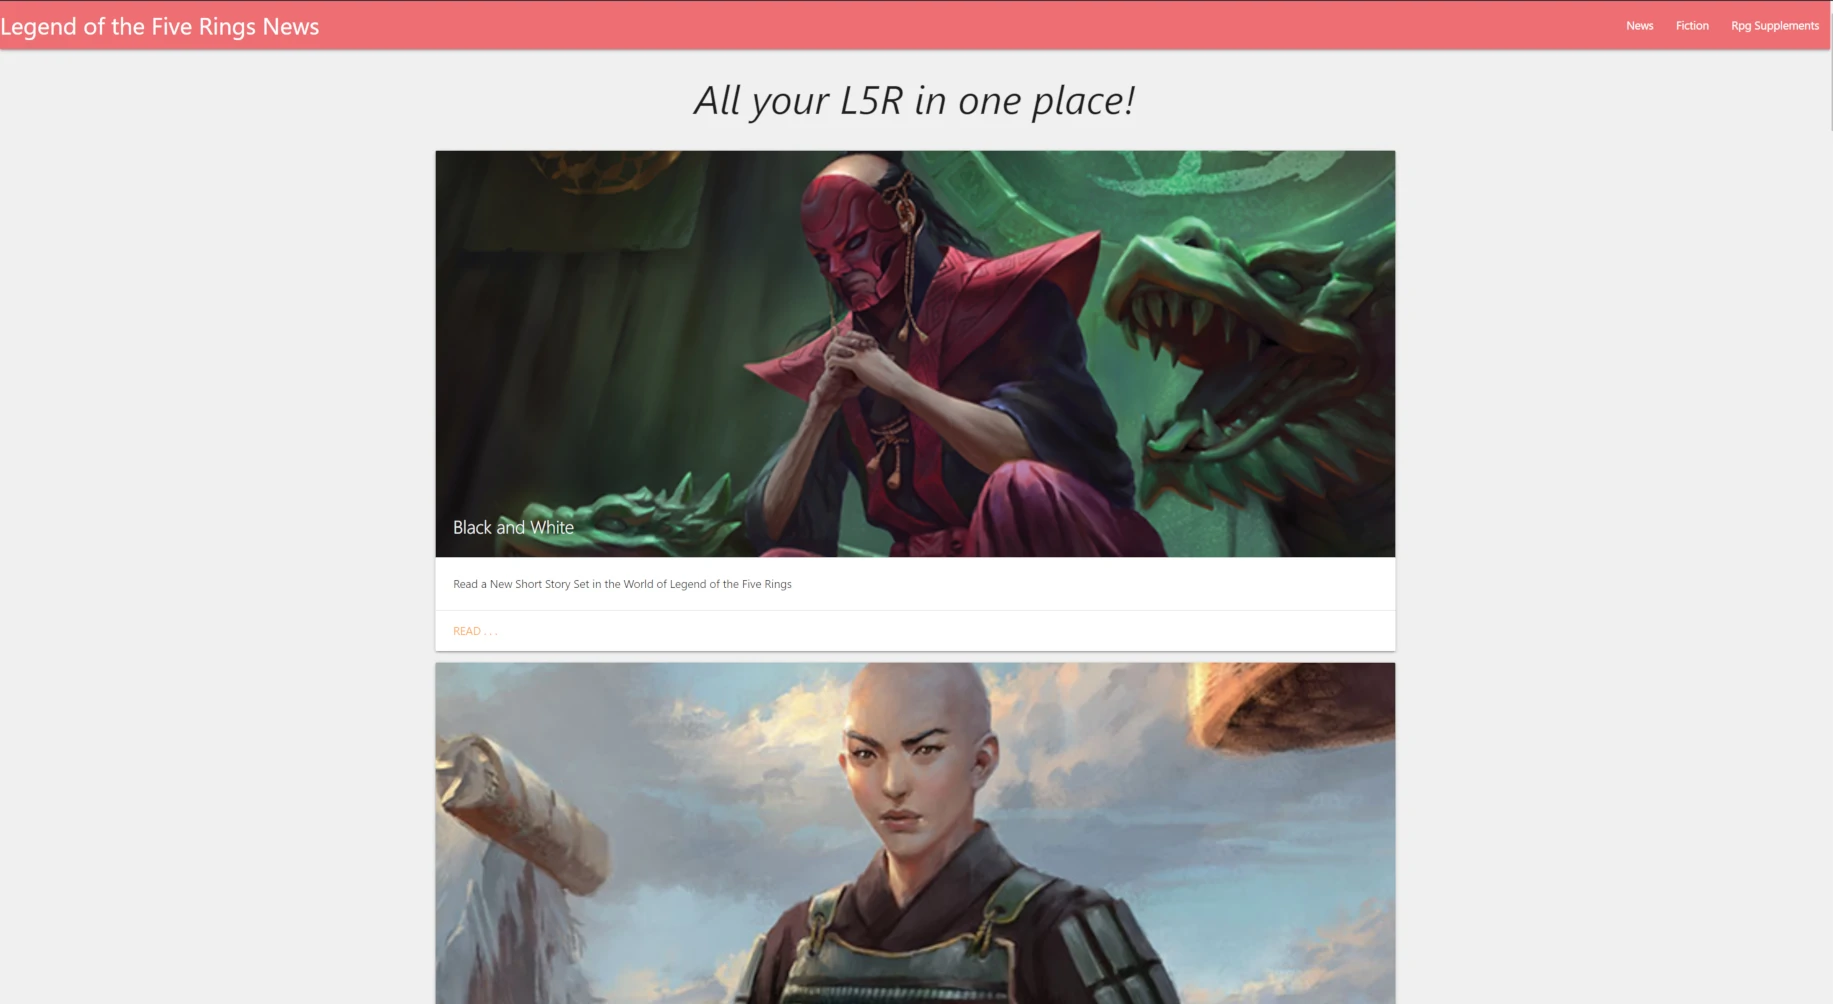 Legend of the Five Rings News
News Fiction Rpg Supplements
All your L5R in one place!
Black and White
Read a New Short Story Set in the World of Legend of the Five Rings
READ . . .